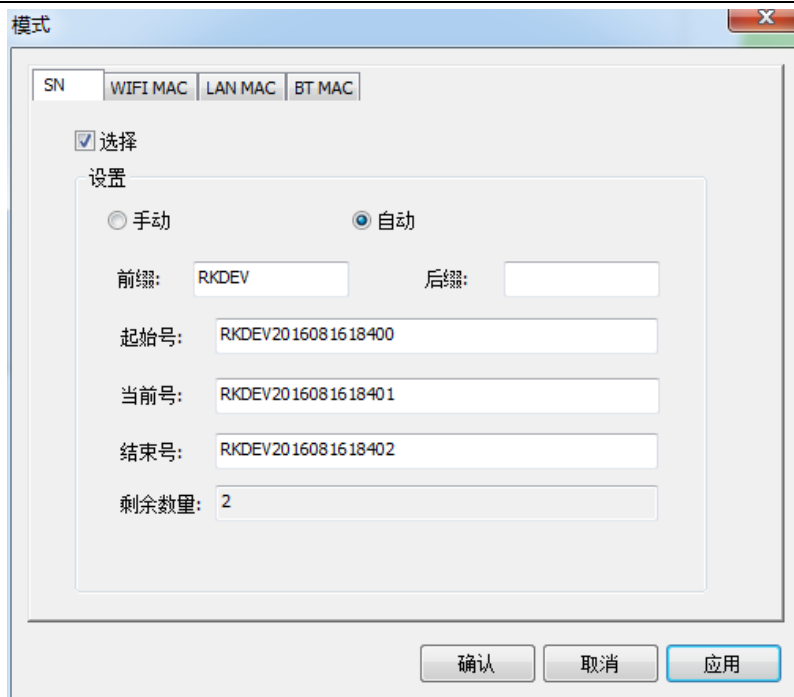 模式
SN WIFI MAC LAN MAC BT MAC
选择
设置
手动 自动
前缀: RKDEV 后缀:
起始号: RKDEV2016081618400
当前号: RKDEV2016081618401
结束号: RKDEV2016081618402
剩余数量: 2
确认 取消 应用